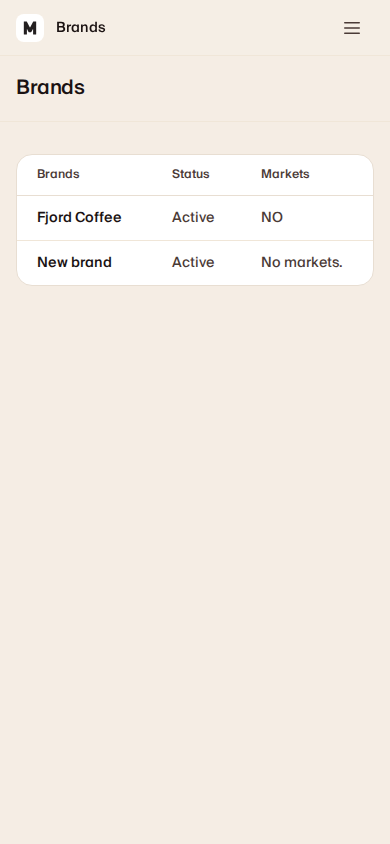 M Brands
Brands
Brands Status Markets
Fjord Coffee Active NO
New brand Active No markets.